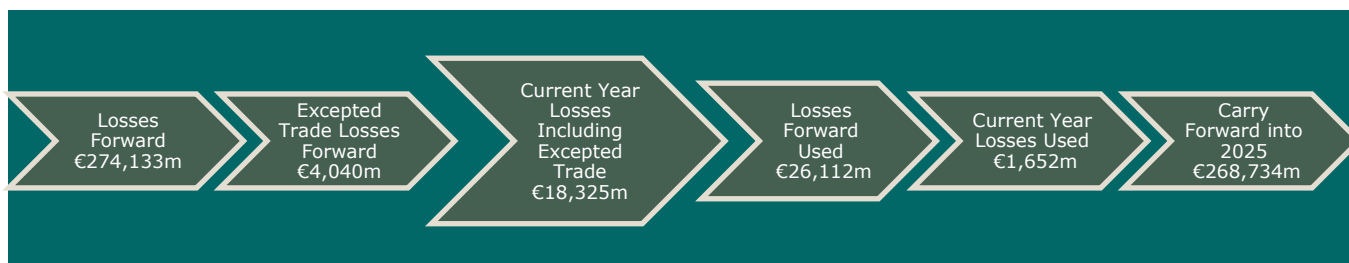 Losses
Forward
€274,133m
Excepted
Trade Losses
Forward
€4,040m
Current Year
Losses
Including
Excepted
Trade
€18,325m
Losses
Forward
Used
€26,112m
Current Year
Losses Used
€1,652m
Carry
Forward into
2025
€268,734m